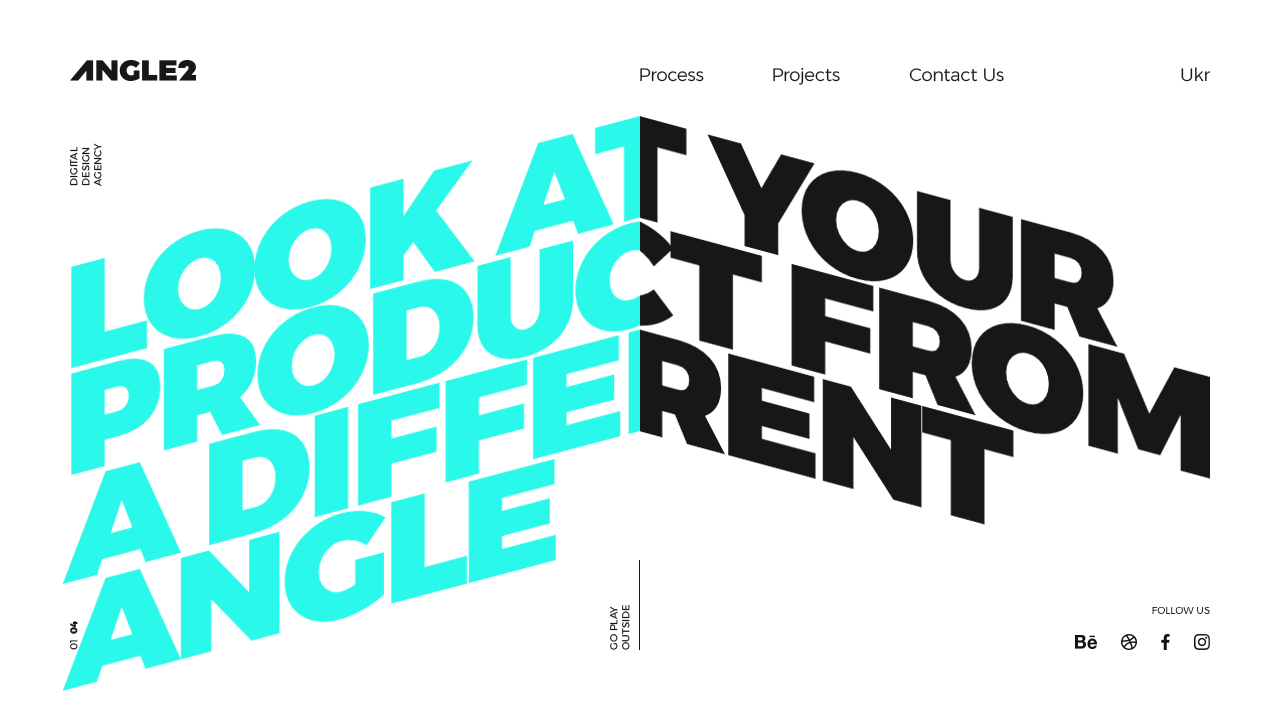 ANGLE2
Process
Projects
Contact Us
Ukr
DIGITAL
DESIGN
AGENCY
LOOK AT YOUR
PRODUCT FROM
A DIFFERENT
ANGLE
01 04
GO PLAY
OUTSIDE
FOLLOW US
Bē